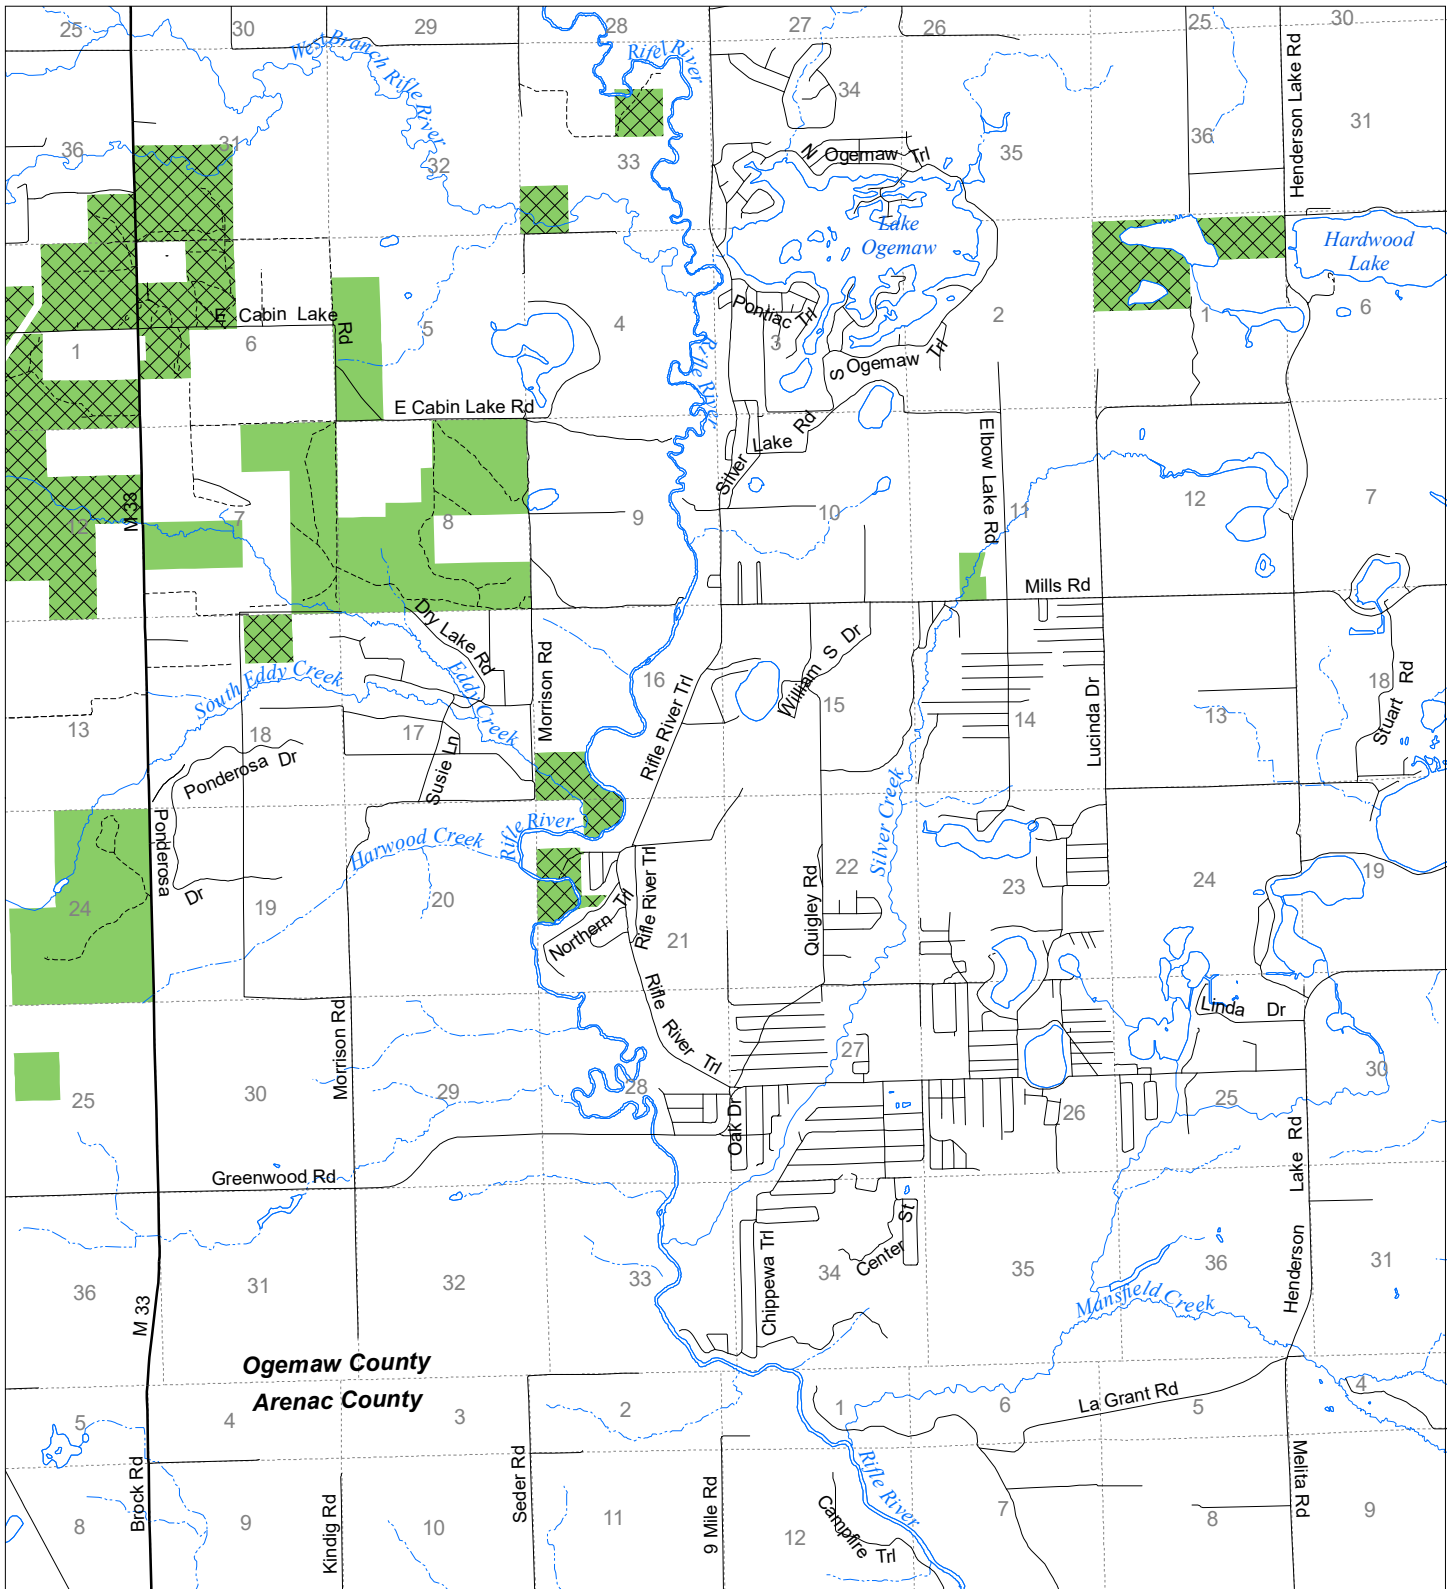 25
30
29
28
27
26
25
30
West Branch Rifle River
Rifel River
Henderson Lake Rd
34
36
31
32
33
N Ogemaw Trl
35
36
31
Lake
Ogemaw
Hardwood
Lake
E Cabin Lake Rd
1
6
5
4
Pontiac Trl
3
2
1
6
Rifle River
S Ogemaw Trl
E Cabin Lake Rd
Silver Lake Rd
Elbow Lake Rd
M 33
12
7
8
9
10
11
12
7
Mills Rd
Dry Lake Rd
Eddy Creek
South Eddy Creek
Morrison Rd
16
Rifle River Trl
William S Dr
15
14
Lucinda Dr
13
18
Stuart Rd
13
18
17
Ponderosa Dr
Susie Ln
Ponderosa Dr
Harwood Creek
Rifle River
Silver Creek
24
19
20
Northern Trl
Rifle River Trl
21
Quigley Rd
22
23
24
19
Rifle River Trl
Linda Dr
Morrison Rd
25
30
29
28
27
26
25
30
Oak Dr
Greenwood Rd
Lake Rd
Henderson
Center St
Chippewa Trl
36
31
32
33
34
35
36
31
Mansfield Creek
M 33
Ogemaw County
Arenac County
La Grant Rd
5
4
3
2
1
6
5
4
Brock Rd
Kindig Rd
Seder Rd
9 Mile Rd
Rifle River
Campfire Trl
Melita Rd
8
9
10
11
12
7
8
9